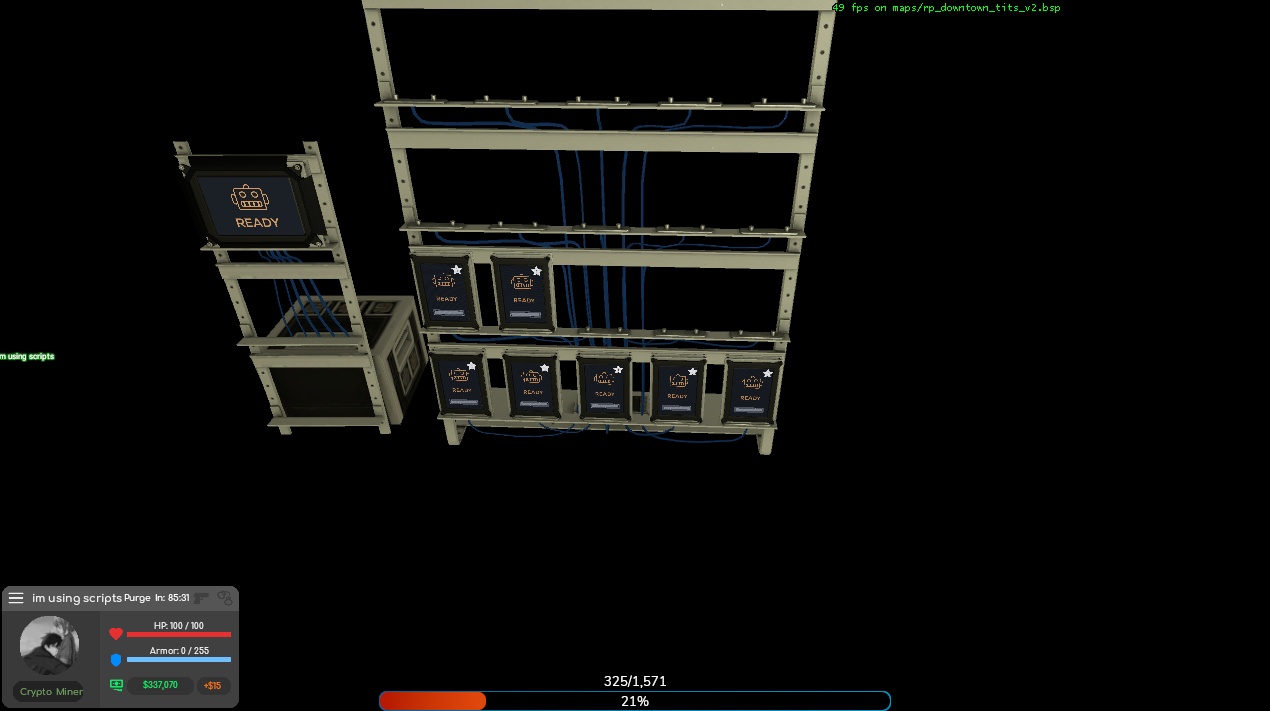 49 fps on maps/rp_downtown_tits_v2.bsp
READY
READY
READY
READY
READY
READY
READY
READY
m using scripts
im using scripts Purge In: 85:31
HP: 100 / 100
Armor: 0 / 255
$337,070
+$15
Crypto Miner
325/1,571
21%